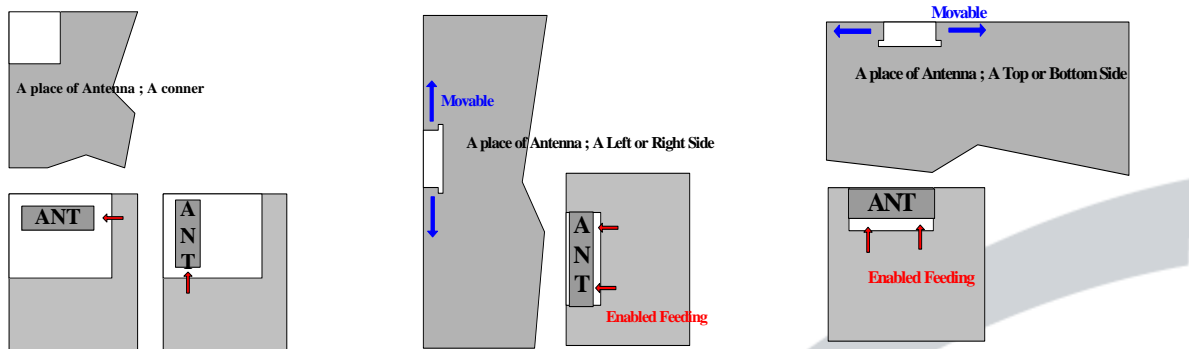 A place of Antenna ; A conner
ANT
A
N
T
Movable
A place of Antenna ; A Left or Right Side
A
N
T
Enabled Feeding
Movable
A place of Antenna ; A Top or Bottom Side
ANT
Enabled Feeding